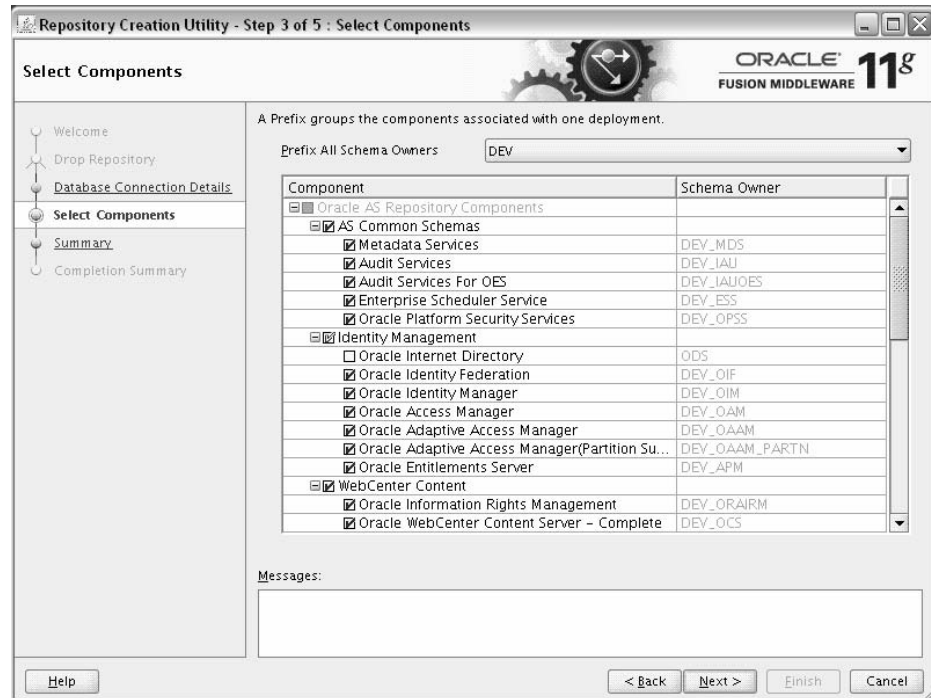 Repository Creation Utility - Step 3 of 5 : Select Components
Select Components
ORACLE
FUSION MIDDLEWARE
11g
Welcome
Drop Repository
Database Connection Details
Select Components
Summary
Completion Summary
A Prefix groups the components associated with one deployment.
Prefix All Schema Owners DEV
Component Schema Owner
Oracle AS Repository Components
AS Common Schemas
Metadata Services DEV_MDS
Audit Services DEV_IAU
Audit Services For OES DEV_IAUOES
Enterprise Scheduler Service DEV_ESS
Oracle Platform Security Services DEV_OPSS
Identity Management
Oracle Internet Directory ODS
Oracle Identity Federation DEV_OIF
Oracle Identity Manager DEV_OIM
Oracle Access Manager DEV_OAM
Oracle Adaptive Access Manager DEV_OAAM
Oracle Adaptive Access Manager(Partition Su... DEV_OAAM_PARTN
Oracle Entitlements Server DEV_APM
WebCenter Content
Oracle Information Rights Management DEV_ORAIRM
Oracle WebCenter Content Server - Complete DEV_OCS
Messages:
Help < Back Next > Finish Cancel